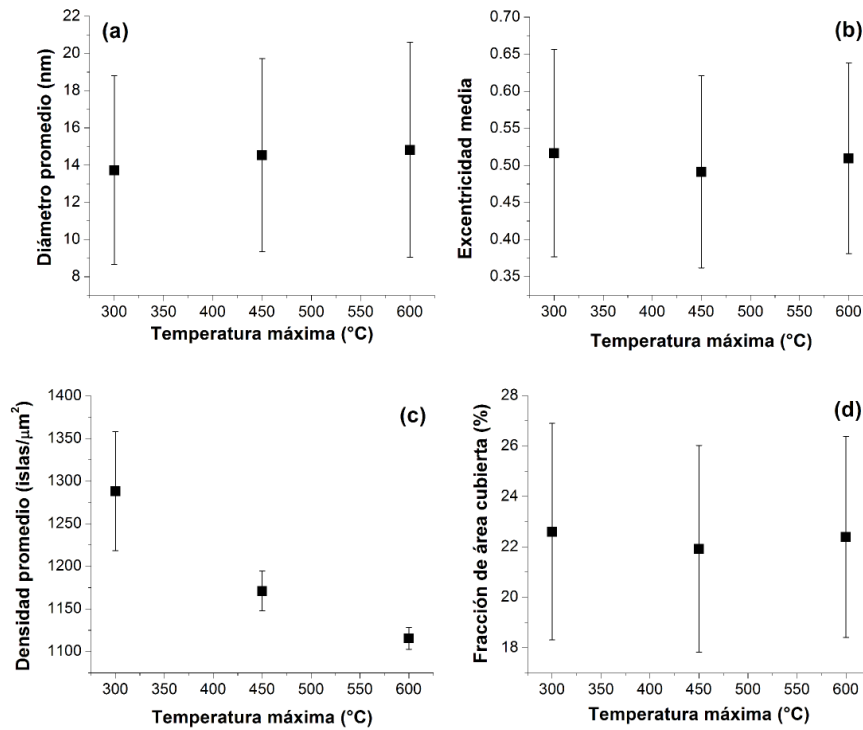 (a)
Diámetro promedio (nm)
22
20
18
16
14
12
10
8
300 350 400 450 500 550 600
Temperatura máxima (°C)
(b)
Excentricidad media
0.70
0.65
0.60
0.55
0.50
0.45
0.40
0.35
300 350 400 450 500 550 600
Temperatura máxima (°C)
(c)
Densidad promedio (islas/μm²)
1400
1350
1300
1250
1200
1150
1100
300 350 400 450 500 550 600
Temperatura máxima (°C)
(d)
Fracción de área cubierta (%)
28
26
24
22
20
18
300 350 400 450 500 550 600
Temperatura máxima (°C)